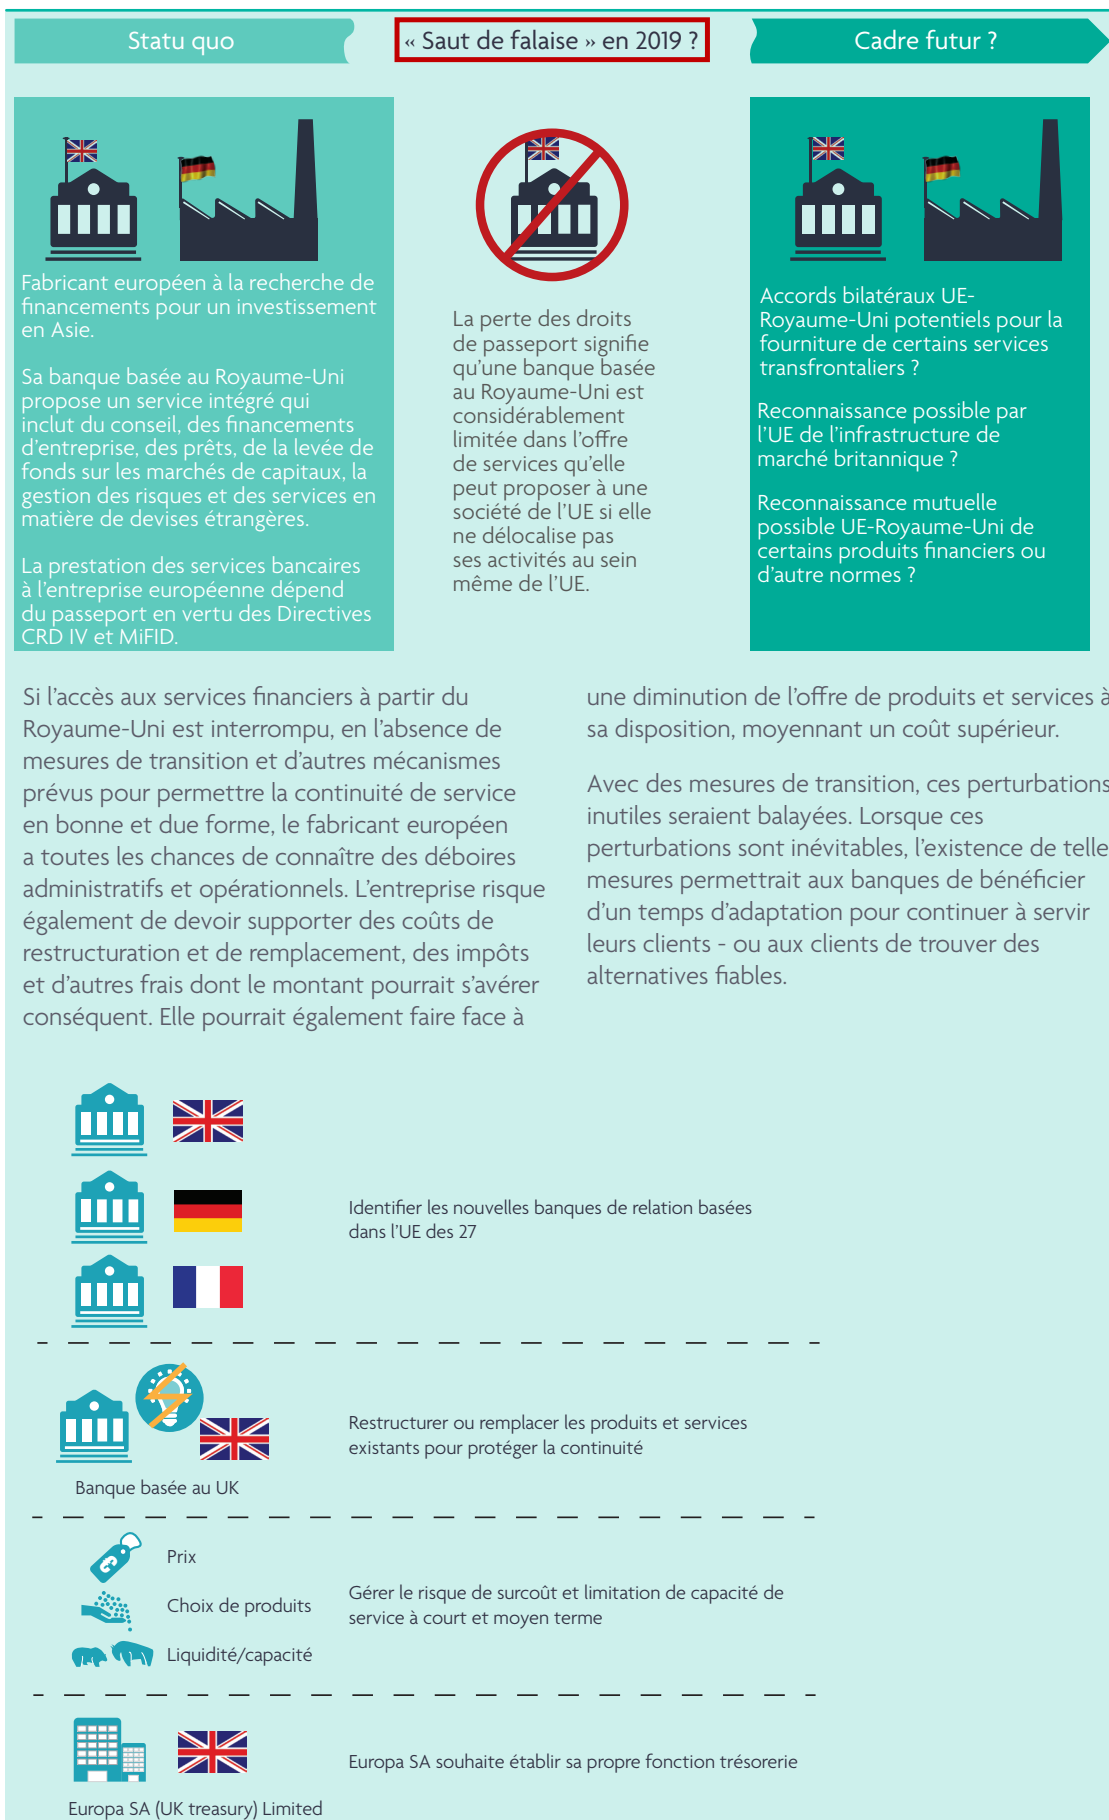 Statu quo
« Saut de falaise » en 2019 ?
Cadre futur ?
Fabricant européen à la recherche de
financements pour un investissement
en Asie.
Sa banque basée au Royaume-Uni
propose un service intégré qui
inclut du conseil, des financements
d’entreprise, des prêts, de la levée de
fonds sur les marchés de capitaux, la
gestion des risques et des services en
matière de devises étrangères.
La prestation des services bancaires
à l’entreprise européenne dépend
du passeport en vertu des Directives
CRD IV et MiFID.
La perte des droits
de passeport signifie
qu’une banque basée
au Royaume-Uni est
considérablement
limitée dans l’offre
de services qu’elle
peut proposer à une
société de l’UE si elle
ne délocalise pas
ses activités au sein
même de l’UE.
Accords bilatéraux UE-
Royaume-Uni potentiels pour la
fourniture de certains services
transfrontaliers ?
Reconnaissance possible par
l’UE de l’infrastructure de
marché britannique ?
Reconnaissance mutuelle
possible UE-Royaume-Uni de
certains produits financiers ou
d’autre normes ?
Si l’accès aux services financiers à partir du
Royaume-Uni est interrompu, en l’absence de
mesures de transition et d’autres mécanismes
prévus pour permettre la continuité de service
en bonne et due forme, le fabricant européen
a toutes les chances de connaître des déboires
administratifs et opérationnels. L’entreprise risque
également de devoir supporter des coûts de
restructuration et de remplacement, des impôts
et d’autres frais dont le montant pourrait s’avérer
conséquent. Elle pourrait également faire face à
une diminution de l’offre de produits et services à
sa disposition, moyennant un coût supérieur.
Avec des mesures de transition, ces perturbations
inutiles seraient balayées. Lorsque ces
perturbations sont inévitables, l’existence de telle
mesures permettrait aux banques de bénéficier
d’un temps d’adaptation pour continuer à servir
leurs clients - ou aux clients de trouver des
alternatives fiables.
Identifier les nouvelles banques de relation basées
dans l’UE des 27
Restructurer ou remplacer les produits et services
existants pour protéger la continuité
Banque basée au UK
Prix
Choix de produits
Liquidité/capacité
Gérer le risque de surcoût et limitation de capacité de
service à court et moyen terme
Europa SA souhaite établir sa propre fonction trésorerie
Europa SA (UK treasury) Limited